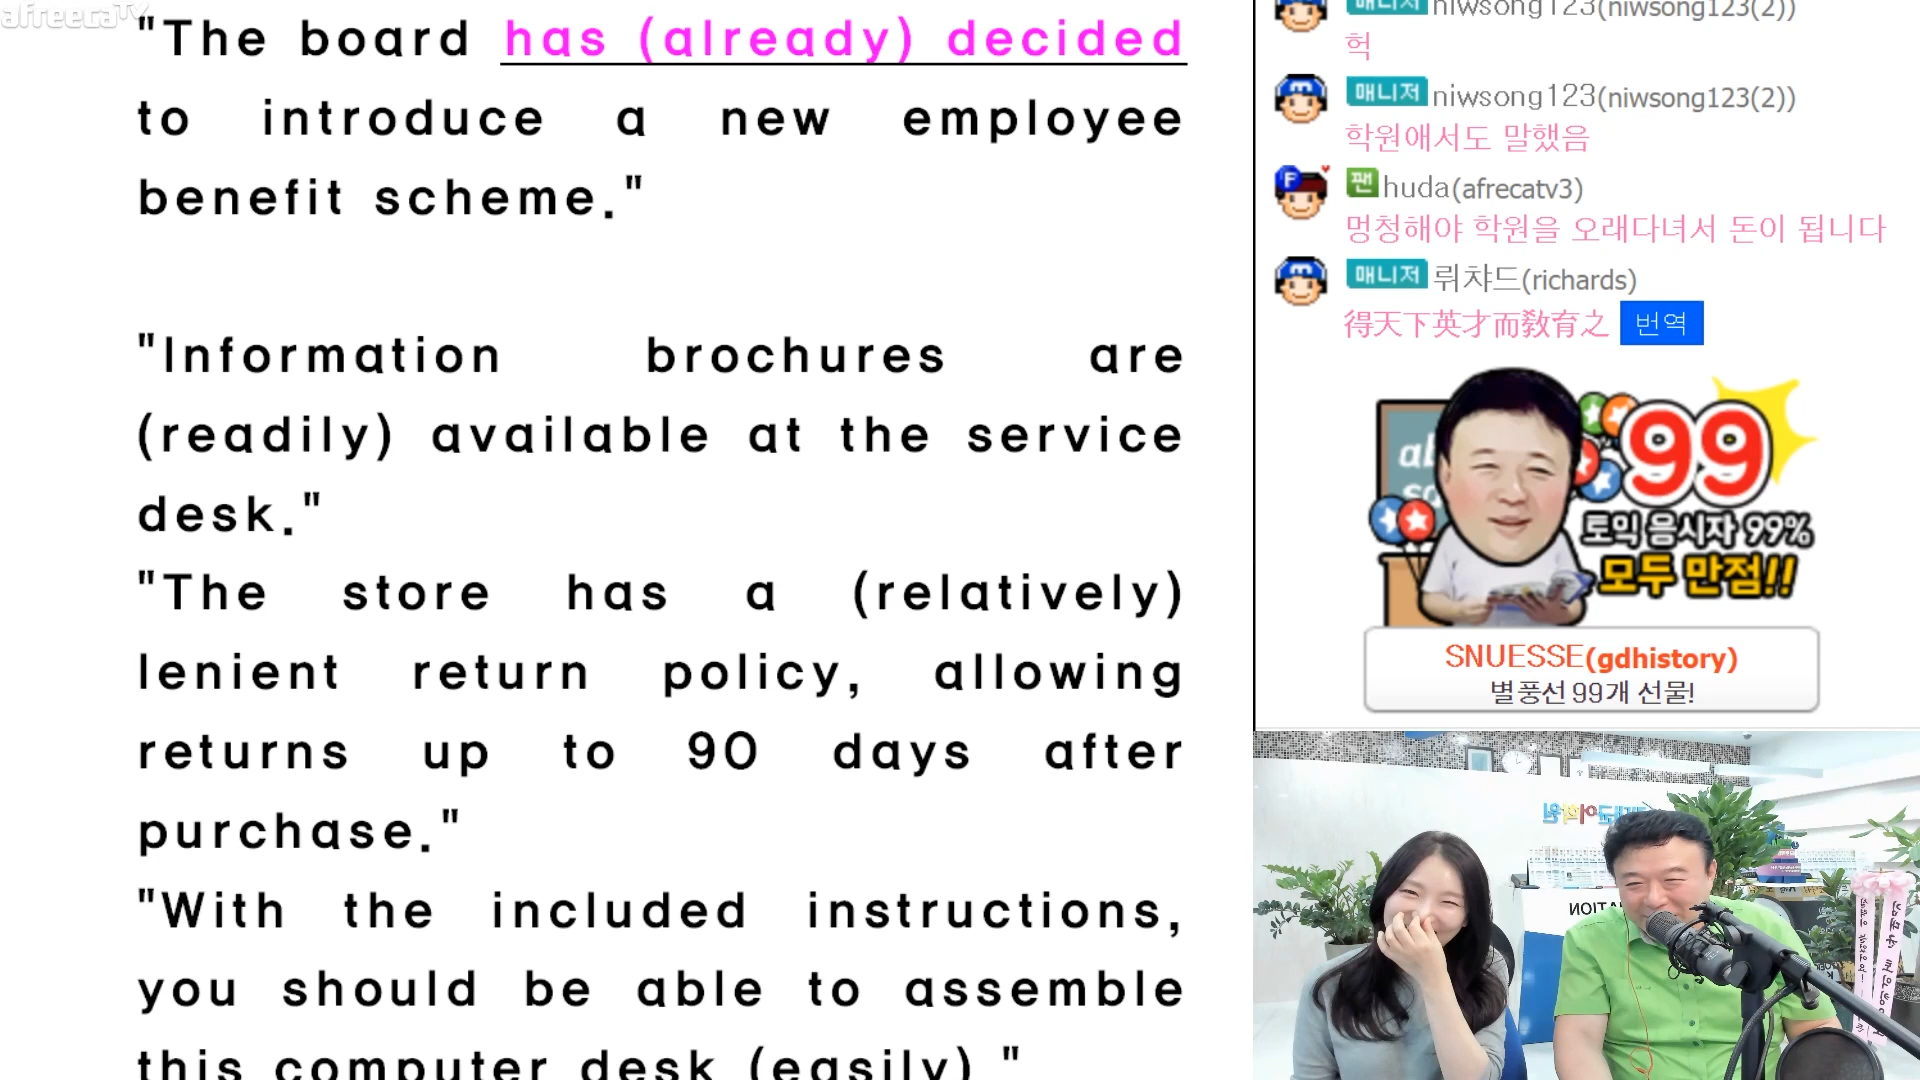 afreecaTV
"The board has (already) decided
to introduce a new employee
benefit scheme."
"Information brochures are
(readily) available at the service
desk."
"The store has a (relatively)
lenient return policy, allowing
returns up to 90 days after
purchase."
"With the included instructions,
you should be able to assemble
this computer desk (easily) "
매니저 niwsong123(niwsong123(2))
헉
매니저 niwsong123(niwsong123(2))
학원에서도 말했음
F 팬 huda(afrecatv3)
멍청해야 학원을 오래다녀서 돈이 됩니다
매니저 뤼챠드(richards)
得天下英才而敎育之 번역
99
토익 응시자 99%
모두 만점!!
SNUESSE(gdhistory)
별풍선 99개 선물!